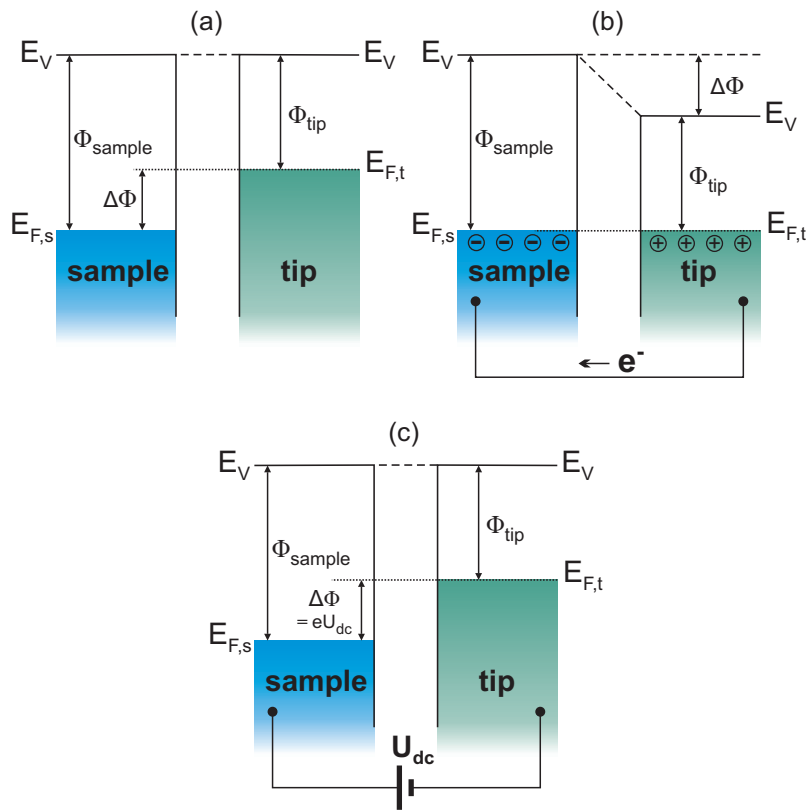 (a)
E_V
E_V
Φ_tip
Φ_sample
E_F,t
ΔΦ
E_F,s
sample
tip
(b)
E_V
ΔΦ
E_V
Φ_sample
Φ_tip
E_F,s
E_F,t
⊖ ⊖ ⊖ ⊖
⊕ ⊕ ⊕ ⊕
sample
tip
← e⁻
(c)
E_V
E_V
Φ_tip
Φ_sample
E_F,t
ΔΦ
= eU_dc
E_F,s
sample
tip
U_dc